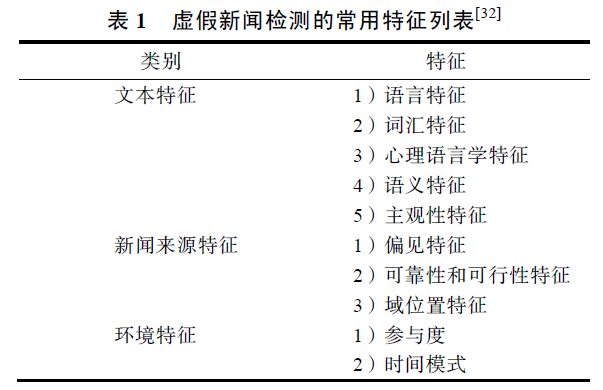 表 1 虚假新闻检测的常用特征列表[32]
类别 特征
文本特征 1）语言特征
2）词汇特征
3）心理语言学特征
4）语义特征
5）主观性特征
新闻来源特征 1）偏见特征
2）可靠性和可行性特征
3）域位置特征
环境特征 1）参与度
2）时间模式